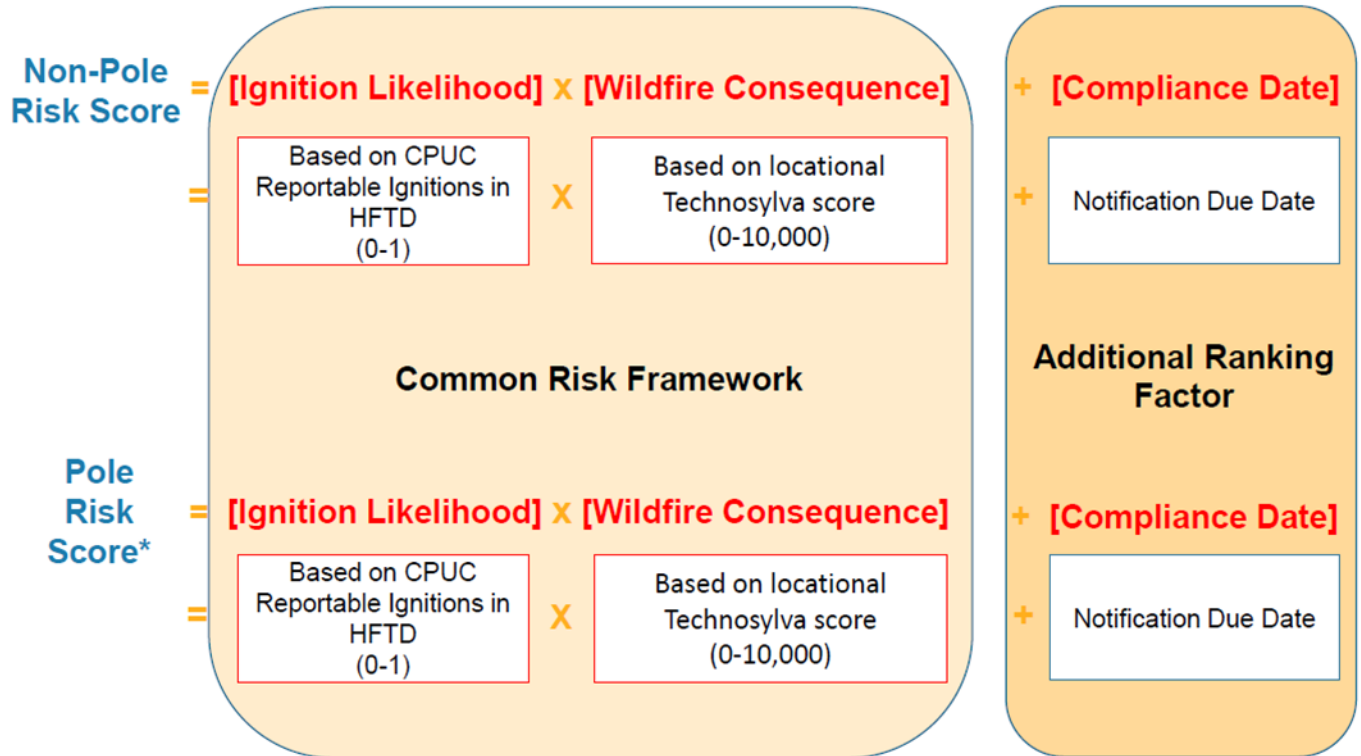 Non-Pole
Risk Score
= [Ignition Likelihood] x [Wildfire Consequence] + [Compliance Date]
=
Based on CPUC
Reportable Ignitions in
HFTD
(0-1)
X
Based on locational
Technosylva score
(0-10,000)
+
Notification Due Date
Common Risk Framework
Additional Ranking
Factor
Pole
Risk
Score*
= [Ignition Likelihood] x [Wildfire Consequence] + [Compliance Date]
=
Based on CPUC
Reportable Ignitions in
HFTD
(0-1)
X
Based on locational
Technosylva score
(0-10,000)
+
Notification Due Date